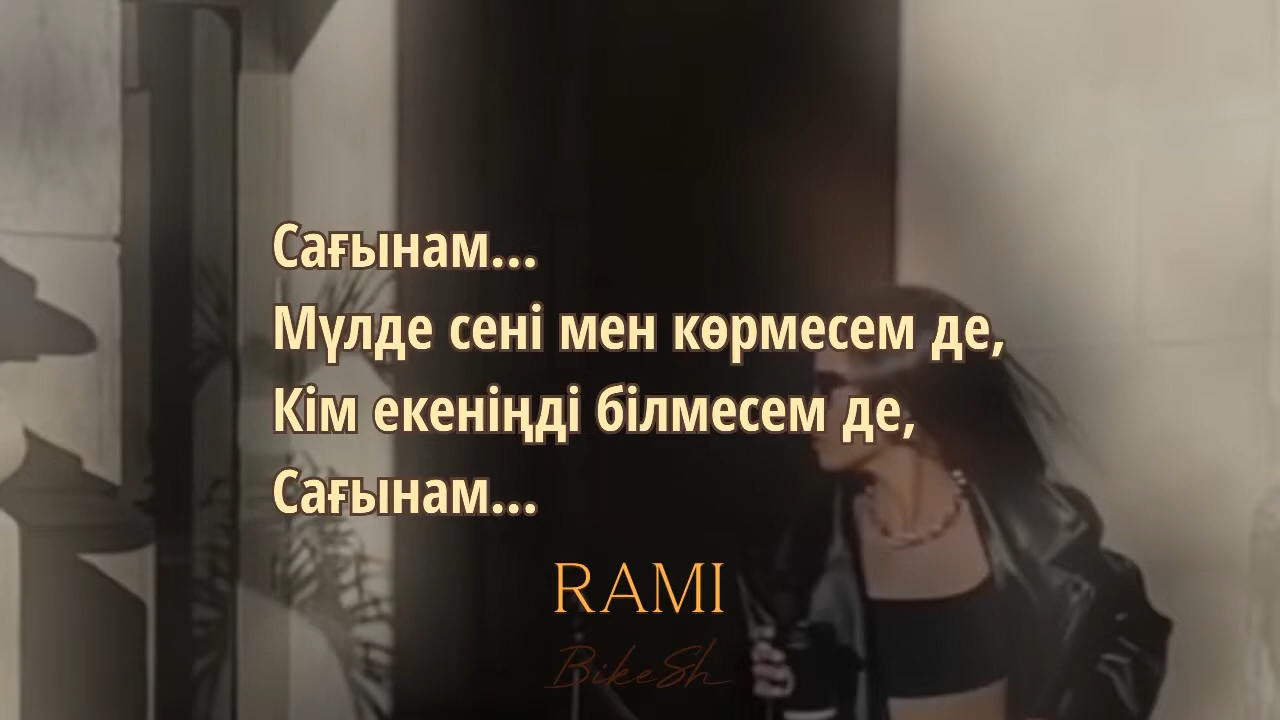 Сағынам...
Мүлде сені мен көрмесем де,
Кім екеніңді білмесем де,
Сағынам...
RAMI
BikeSh